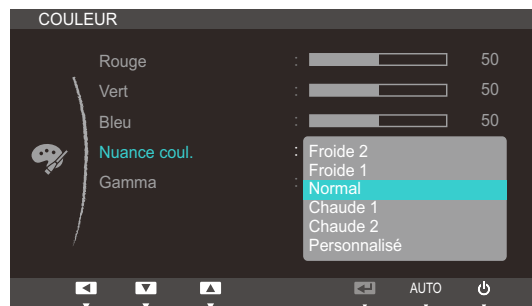 COULEUR
Rouge : 50
Vert : 50
Bleu : 50
Nuance coul. : Froide 2
Froide 1
Normal
Gamma :
Chaude 1
Chaude 2
Personnalisé
AUTO